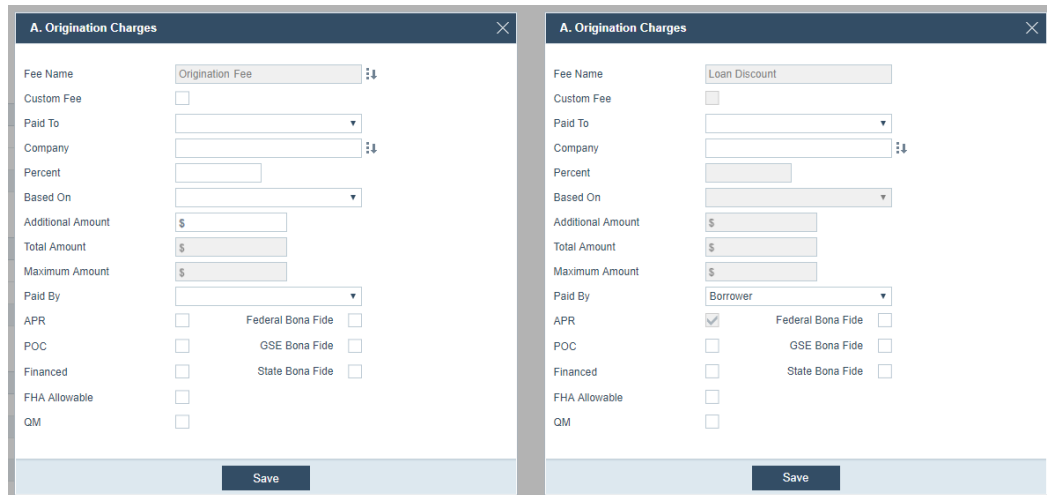 A. Origination Charges
Fee Name Origination Fee
Custom Fee
Paid To
Company
Percent
Based On
Additional Amount $
Total Amount $
Maximum Amount $
Paid By
APR Federal Bona Fide
POC GSE Bona Fide
Financed State Bona Fide
FHA Allowable
QM
Save
A. Origination Charges
Fee Name Loan Discount
Custom Fee
Paid To
Company
Percent
Based On
Additional Amount $
Total Amount $
Maximum Amount $
Paid By Borrower
APR Federal Bona Fide
POC GSE Bona Fide
Financed State Bona Fide
FHA Allowable
QM
Save